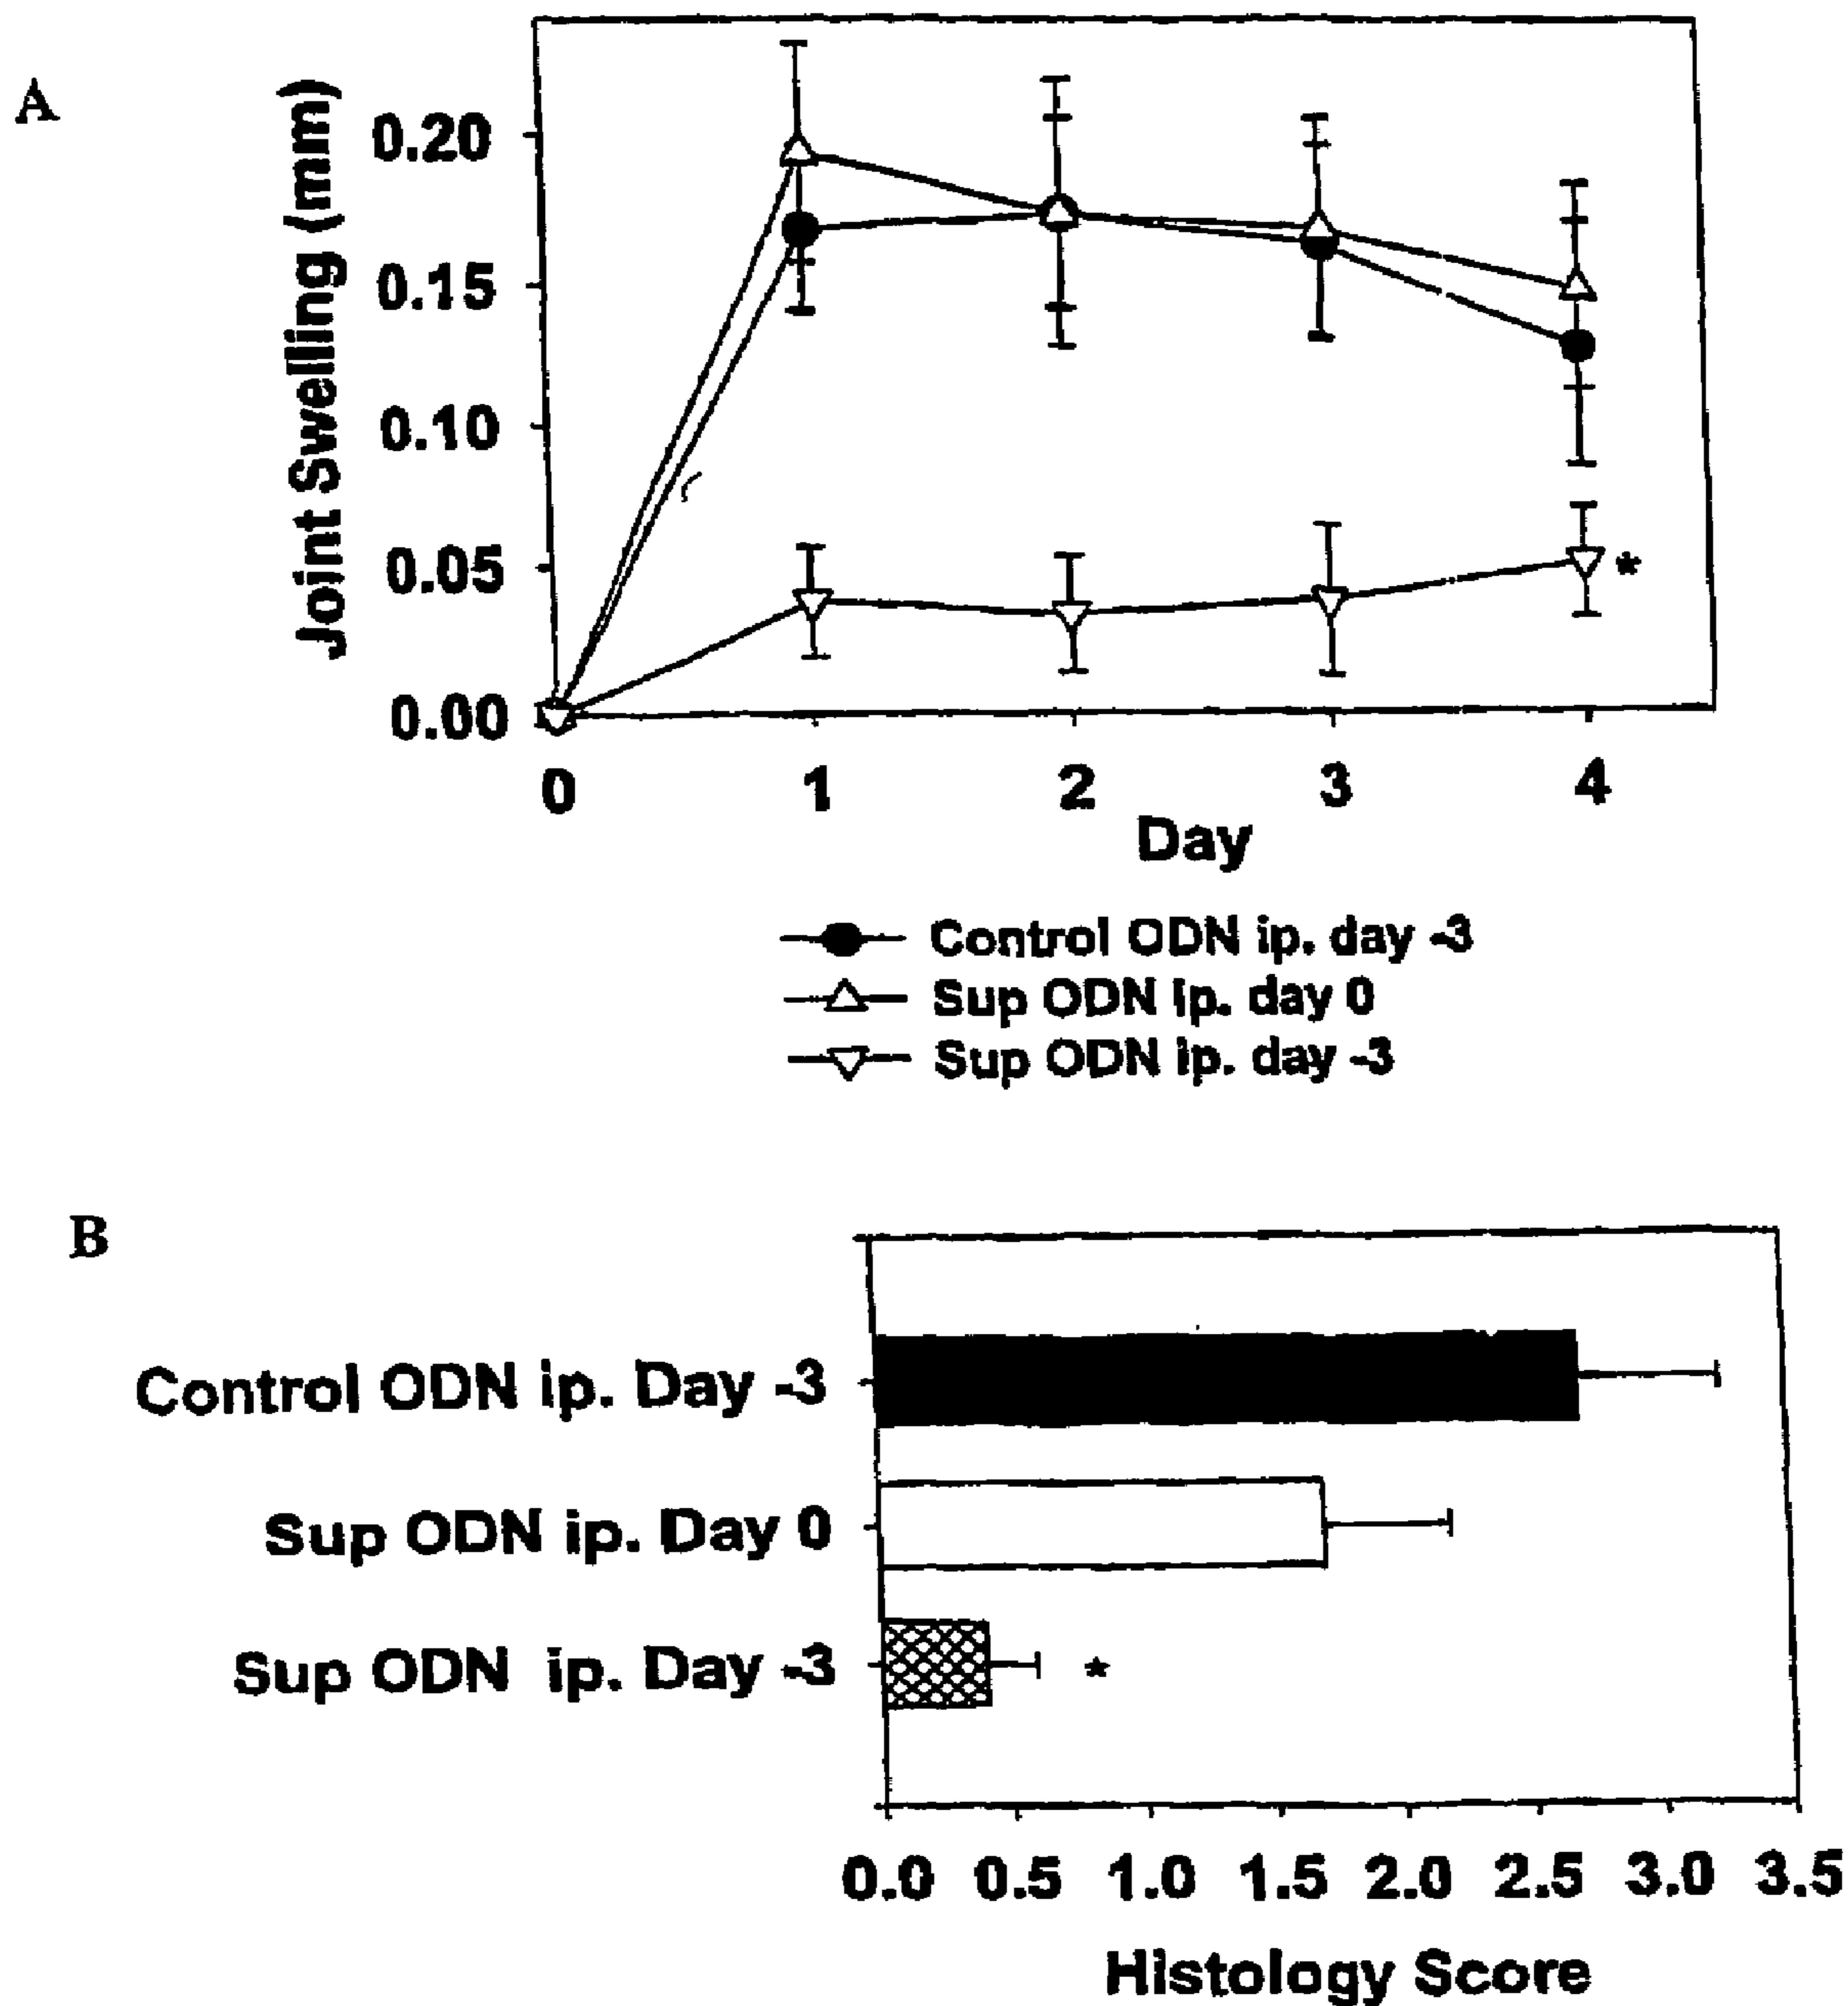 A
Joint Swelling (mm)
0.20
0.15
0.10
0.05
0.00
0 1 2 3 4
Day
*
Control ODN ip. day -3
Sup ODN ip. day 0
Sup ODN ip. day -3
B
Control ODN ip. Day -3
Sup ODN ip. Day 0
Sup ODN ip. Day -3
*
0.0 0.5 1.0 1.5 2.0 2.5 3.0 3.5
Histology Score